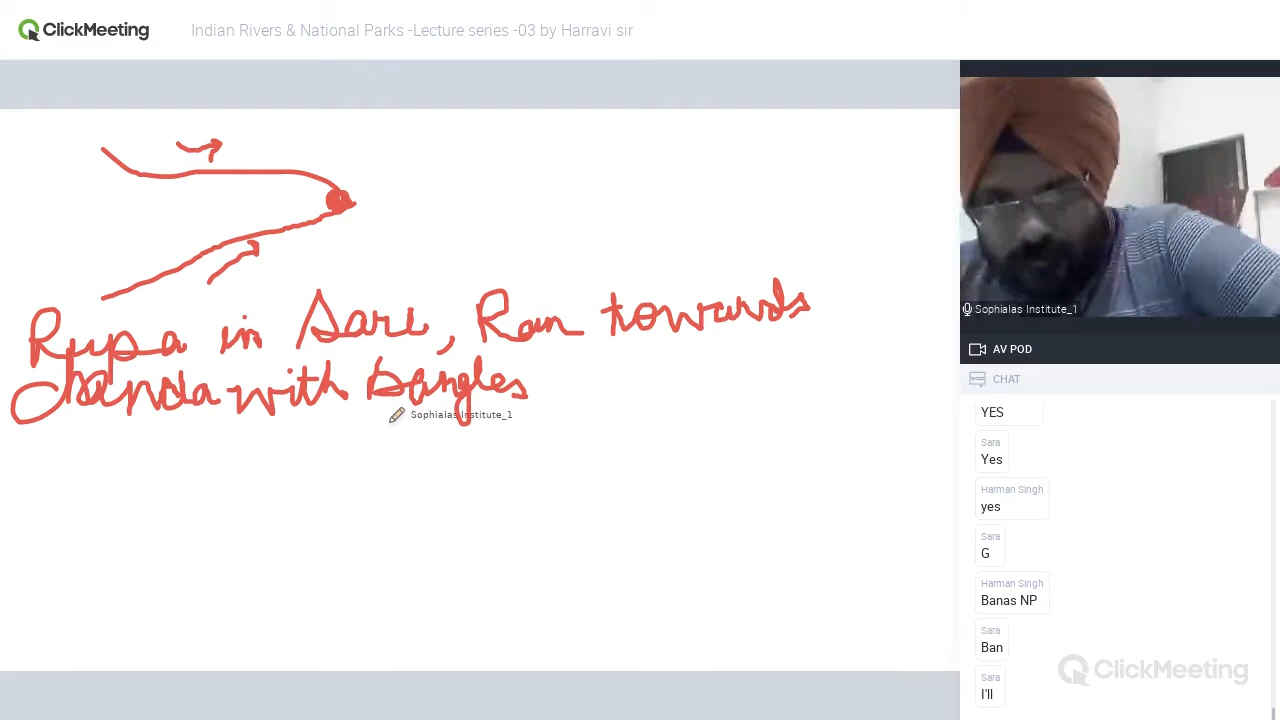 ClickMeeting
Indian Rivers & National Parks -Lecture series -03 by Harravi sir
Rupa in Sari, Ran towards
Chanda with bangles
Sophialas Institute_1
Sophialas Institute_1
AV POD
CHAT
YES
Sara
Yes
Harman Singh
yes
Sara
G
Harman Singh
Banas NP
Sara
Ban
Sara
I'll
ClickMeeting